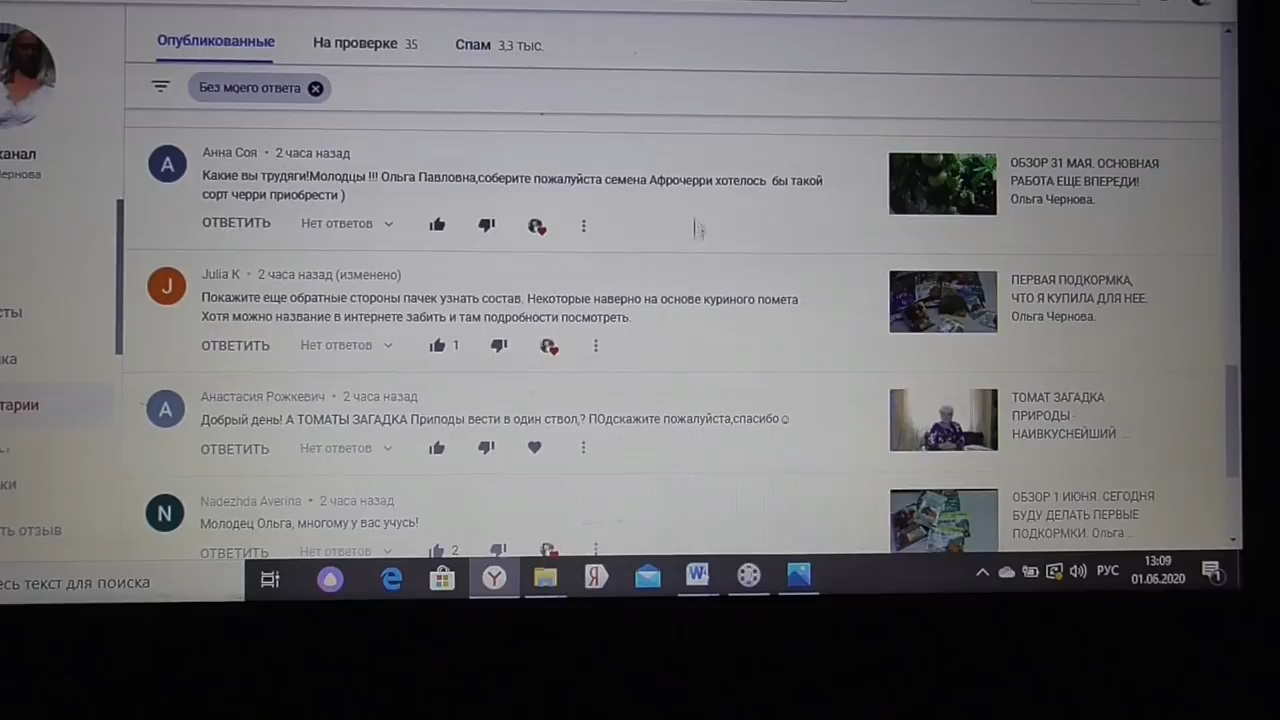 Опубликованные
На проверке 35
Спам 3,3 тыс.
Без моего ответа
канал
Чернова
Анна Соя • 2 часа назад
Какие вы трудяги!Молодцы !!! Ольга Павловна,соберите пожалуйста семена Афрочерри хотелось бы такой
сорт черри приобрести )
ОТВЕТИТЬ Нет ответов
ОБЗОР 31 МАЯ. ОСНОВНАЯ
РАБОТА ЕЩЕ ВПЕРЕДИ!
Ольга Чернова.
Julia K • 2 часа назад (изменено)
Покажите еще обратные стороны пачек узнать состав. Некоторые наверно на основе куриного помета
Хотя можно название в интернете забить и там подробности посмотреть.
ОТВЕТИТЬ Нет ответов 1
ПЕРВАЯ ПОДКОРМКА,
ЧТО Я КУПИЛА ДЛЯ НЕЕ.
Ольга Чернова.
Анастасия Рожкевич • 2 часа назад
Добрый день! А ТОМАТЫ ЗАГАДКА Приподы вести в один ствол,? ПОдскажите пожалуйста,спасибо☺
ОТВЕТИТЬ Нет ответов
ТОМАТ ЗАГАДКА
ПРИРОДЫ -
НАИВКУСНЕЙШИЙ ...
Nadezhda Averina • 2 часа назад
Молодец Ольга, многому у вас учусь!
ОТВЕТИТЬ Нет ответов 2
ОБЗОР 1 ИЮНЯ. СЕГОДНЯ
БУДУ ДЕЛАТЬ ПЕРВЫЕ
ПОДКОРМКИ. Ольга ...
сты
ка
тарии
ки
ть отзыв
есь текст для поиска
РУС
13:09
01.06.2020
1